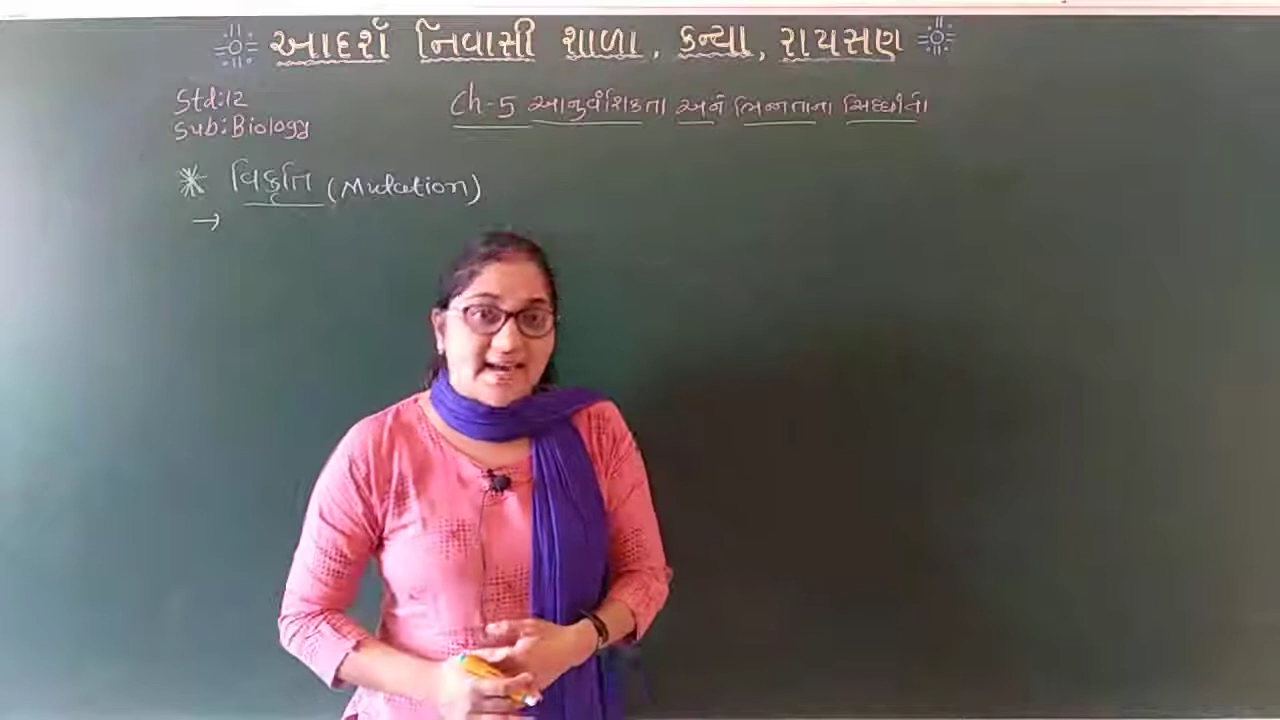 આદર્શ નિવાસી શાળા, કન્યા, રાયસણ
Std:12
Sub:Biology
Ch-5 આનુવંશિકતા અને ભિન્નતાના સિદ્ધાંતો
* વિકૃતિ (Mutation)
→